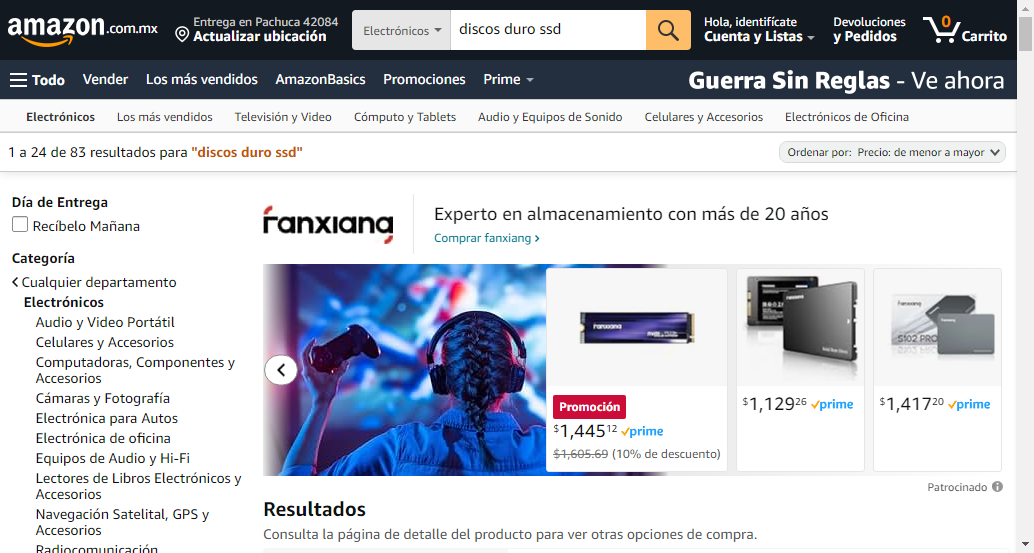 amazon.com.mx
Entrega en Pachuca 42084
Actualizar ubicación
Electrónicos
discos duro ssd
Hola, identifícate
Cuenta y Listas
Devoluciones
y Pedidos
0
Carrito
Todo
Vender
Los más vendidos
AmazonBasics
Promociones
Prime
Guerra Sin Reglas - Ve ahora
Electrónicos
Los más vendidos
Televisión y Video
Cómputo y Tablets
Audio y Equipos de Sonido
Celulares y Accesorios
Electrónicos de Oficina
1 a 24 de 83 resultados para "discos duro ssd"
Ordenar por: Precio: de menor a mayor
Día de Entrega
Recíbelo Mañana
Categoría
Cualquier departamento
Electrónicos
Audio y Video Portátil
Celulares y Accesorios
Computadoras, Componentes y
Accesorios
Cámaras y Fotografía
Electrónica para Autos
Electrónica de oficina
Equipos de Audio y Hi-Fi
Lectores de Libros Electrónicos y
Accesorios
Navegación Satelital, GPS y
Accesorios
Radiocomunicación
fanxiang
Experto en almacenamiento con más de 20 años
Comprar fanxiang
fanxiang
Promoción
$1,445.12 prime
$1,605.69 (10% de descuento)
fanxiang
$1,129.26 prime
fanxiang
S102 PRO
$1,417.20 prime
Patrocinado
Resultados
Consulta la página de detalle del producto para ver otras opciones de compra.